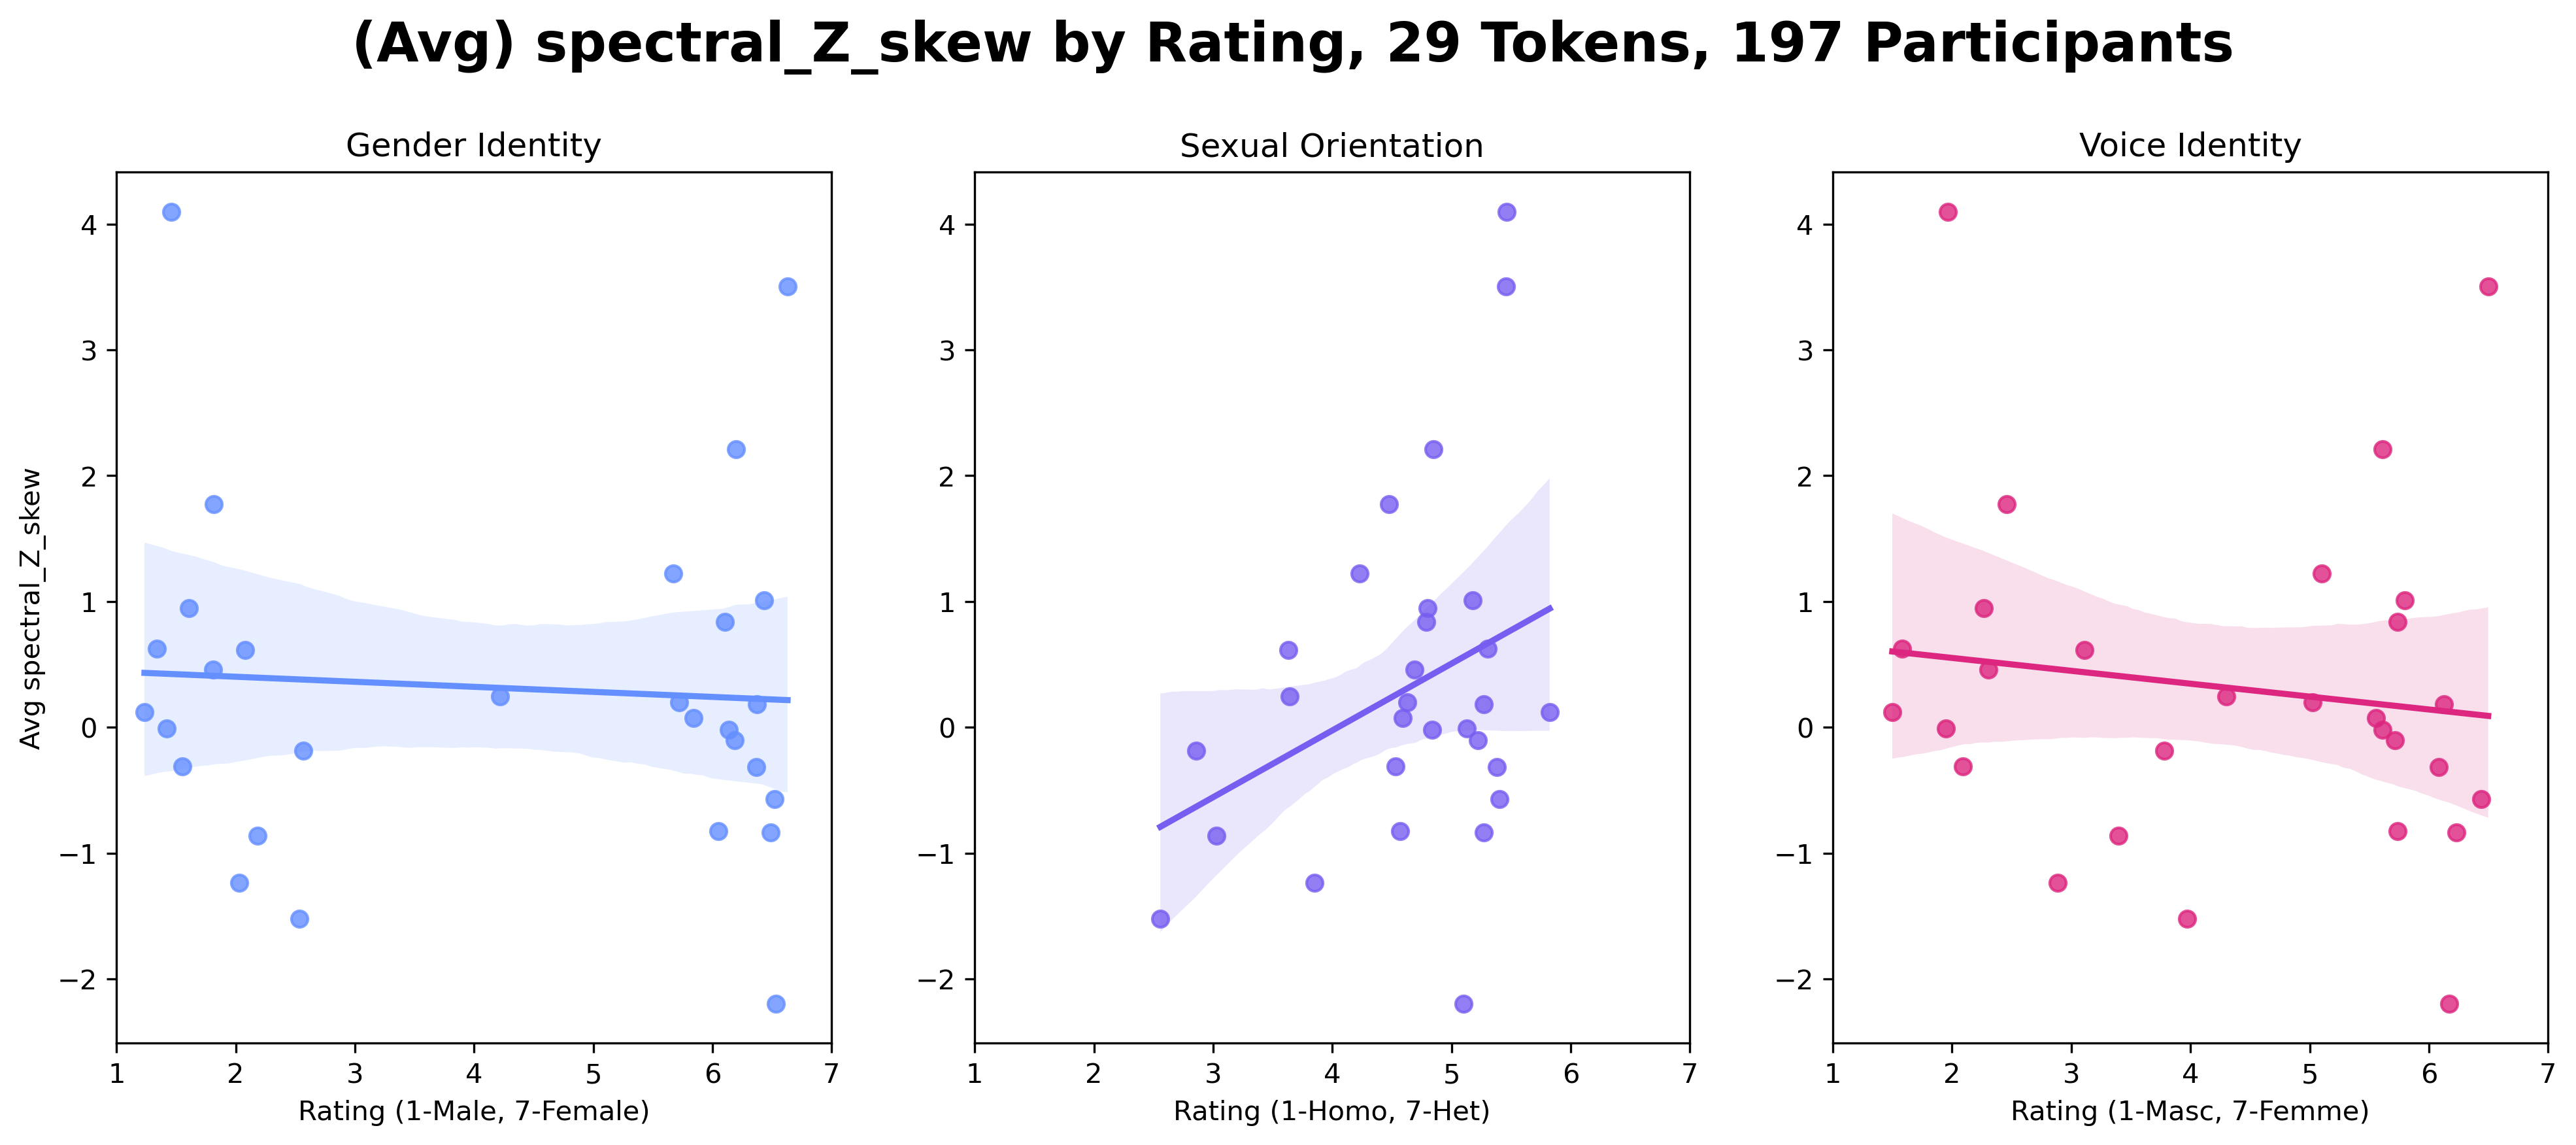 (Avg) spectral_Z_skew by Rating, 29 Tokens, 197 Participants
Gender Identity
Sexual Orientation
Voice Identity
Avg spectral_Z_skew
4
3
2
1
0
−1
−2
1 2 3 4 5 6 7
Rating (1-Male, 7-Female)
4
3
2
1
0
−1
−2
1 2 3 4 5 6 7
Rating (1-Homo, 7-Het)
4
3
2
1
0
−1
−2
1 2 3 4 5 6 7
Rating (1-Masc, 7-Femme)